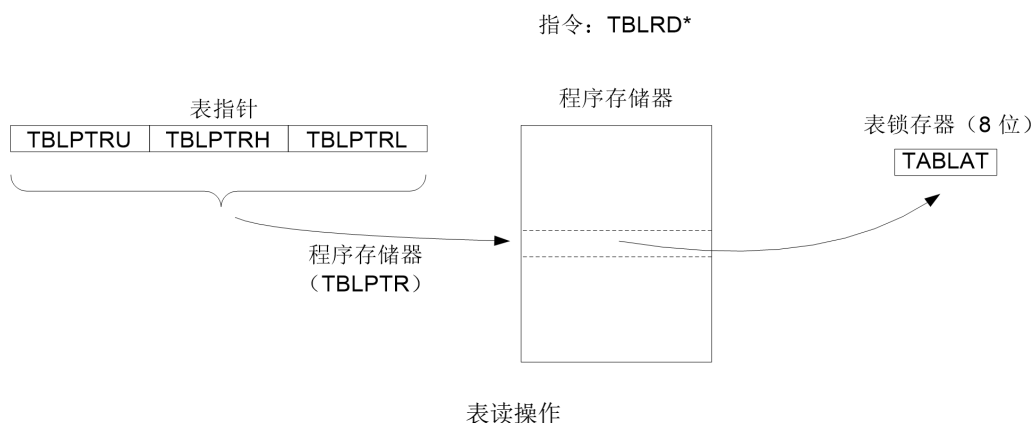 指令：TBLRD*
程序存储器
表指针
TBLPTRU TBLPTRH TBLPTRL
表锁存器（8 位）
TABLAT
程序存储器
（TBLPTR）
表读操作